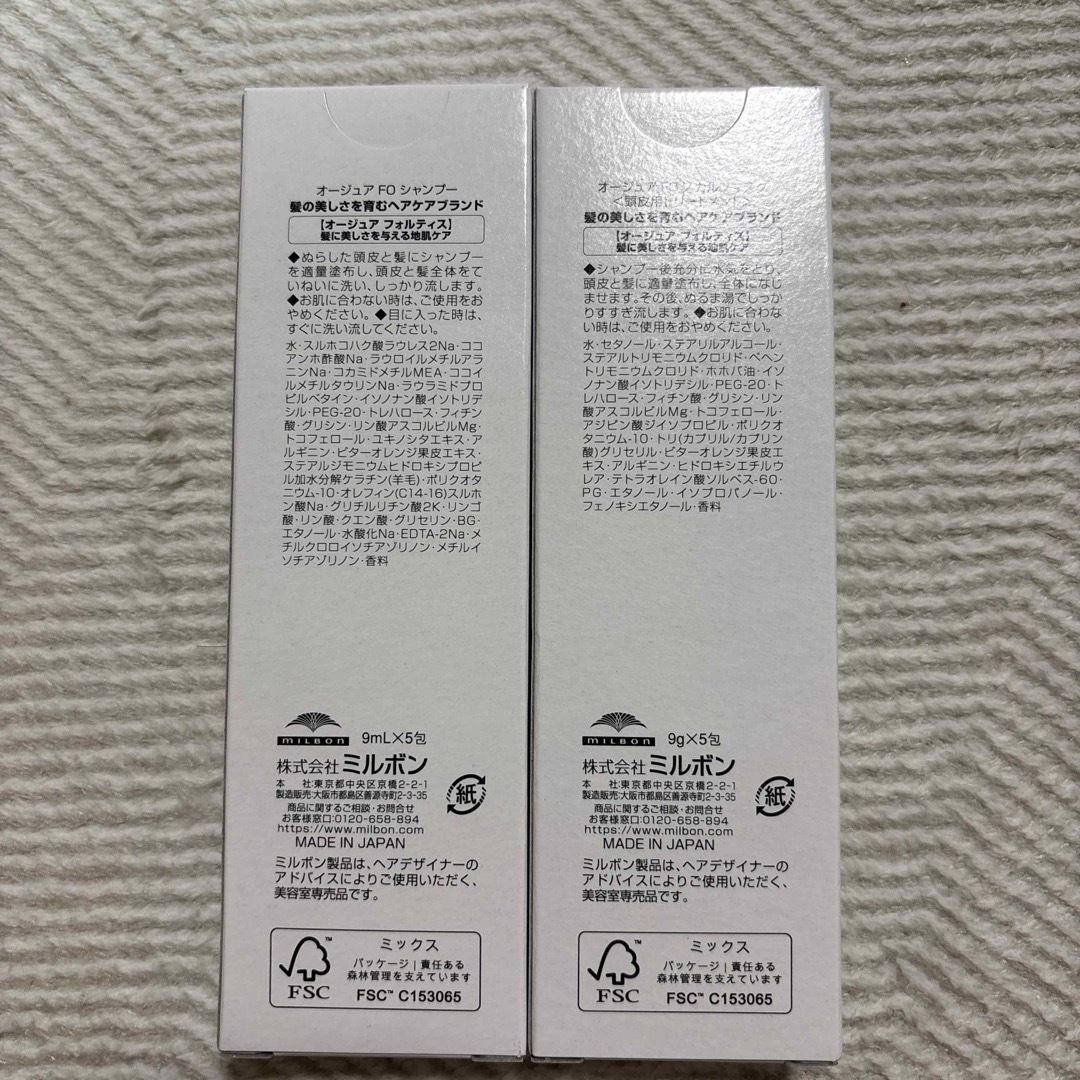 オージュア FO シャンプー
髪の美しさを育むヘアケアブランド
【オージュア フォルティス】
髪に美しさを与える地肌ケア
◆ぬらした頭皮と髪にシャンプー
を適量塗布し、頭皮と髪全体をて
いねいに洗い、しっかり流します。
◆お肌に合わない時は、ご使用をお
やめください。◆目に入った時は、
すぐに洗い流してください。
水・スルホコハク酸ラウレス2Na・ココ
アンホ酢酸Na・ラウロイルメチルアラ
ニンNa・コカミドメチルMEA・ココイ
ルメチルタウリンNa・ラウラミドプロ
ピルベタイン・イソノナン酸イソトリデ
シル・PEG-20・トレハロース・フィチン
酸・グリシン・リン酸アスコルビルMg・
トコフェロール・ユキノシタエキス・ア
ルギニン・ビターオレンジ果皮エキス・
ステアルジモニウムヒドロキシプロピ
ル加水分解ケラチン(羊毛)・ポリクオタ
ニウム-10・オレフィン(C14-16)スルホ
ン酸Na・グリチルリチン酸2K・リンゴ
酸・リン酸・クエン酸・グリセリン・BG・
エタノール・水酸化Na・EDTA-2Na・メ
チルクロロイソチアゾリノン・メチルイ
ソチアゾリノン・香料
milbon
9mL×5包
株式会社ミルボン
本 社:東京都中央区京橋2-2-1
製造販売:大阪市都島区善源寺町2-3-35
商品に関するご相談・お問合せ
お客様窓口:0120-658-894
https://www.milbon.com
MADE IN JAPAN
紙
ミルボン製品は、ヘアデザイナーの
アドバイスによりご使用いただく、
美容室専売品です。
FSC
ミックス
パッケージ|責任ある
森林管理を支えています
FSC™ C153065
オージュア FO
＜頭皮用トリートメント＞
髪の美しさを育むヘアケアブランド
【オージュア フォルティス】
髪に美しさを与える地肌ケア
◆シャンプー後充分に水気をとり、
頭皮と髪に適量塗布し、全体になじ
ませます。その後、ぬるま湯でしっか
りすすぎ流します。◆お肌に合わな
い時は、ご使用をおやめください。
水・セタノール・ステアリルアルコール・
ステアルトリモニウムクロリド・ベヘン
トリモニウムクロリド・ホホバ油・イソ
ノナン酸イソトリデシル・PEG-20・ト
レハロース・フィチン酸・グリシン・リン
酸アスコルビルMg・トコフェロール・
アジピン酸ジイソプロピル・ポリクオ
タニウム-10・トリ(カプリル/カプリン
酸)グリセリル・ビターオレンジ果皮エ
キス・アルギニン・ヒドロキシエチルウ
レア・テトラオレイン酸ソルベス-60・
PG・エタノール・イソプロパノール・
フェノキシエタノール・香料
milbon
9g×5包
株式会社ミルボン
本 社:東京都中央区京橋2-2-1
製造販売:大阪市都島区善源寺町2-3-35
商品に関するご相談・お問合せ
お客様窓口:0120-658-894
https://www.milbon.com
MADE IN JAPAN
紙
ミルボン製品は、ヘアデザイナーの
アドバイスによりご使用いただく、
美容室専売品です。
FSC
ミックス
パッケージ|責任ある
森林管理を支えています
FSC™ C153065